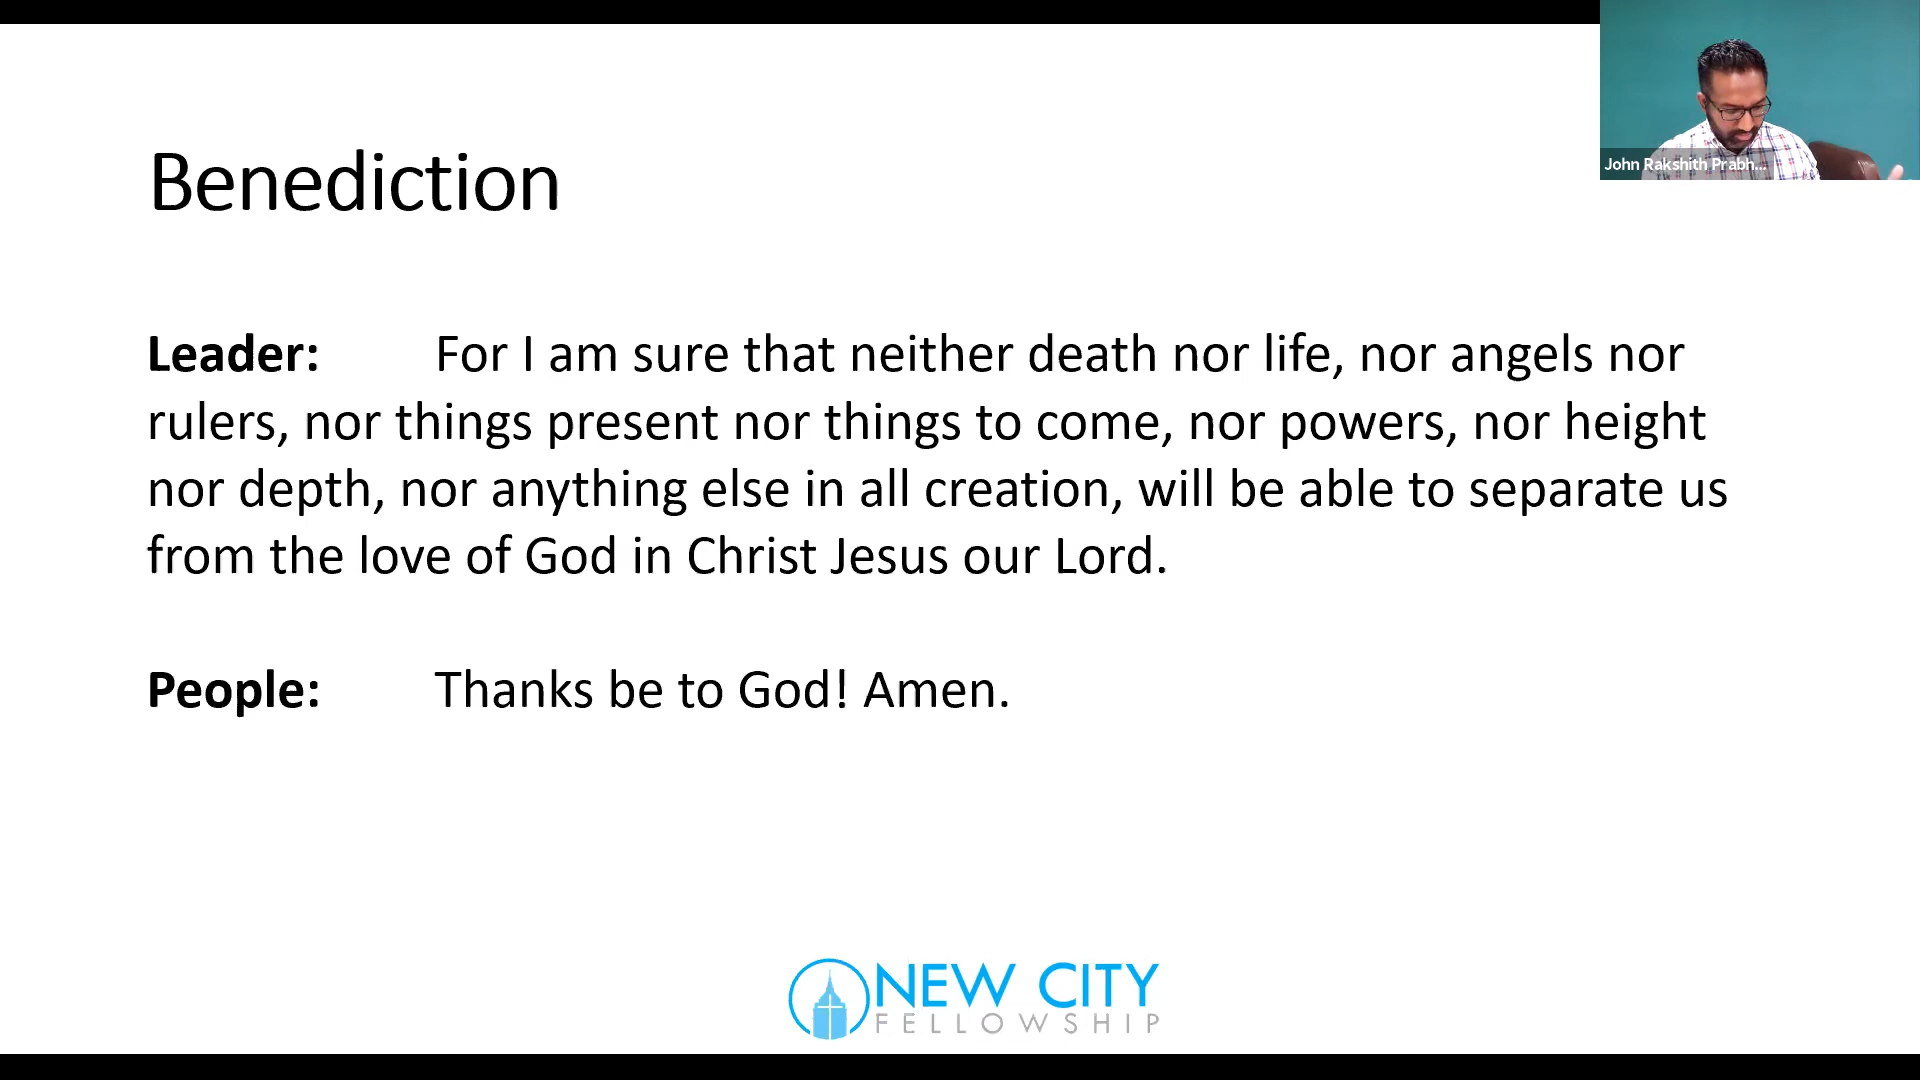 John Rakshith Prabh...
Benediction
Leader: For I am sure that neither death nor life, nor angels nor
rulers, nor things present nor things to come, nor powers, nor height
nor depth, nor anything else in all creation, will be able to separate us
from the love of God in Christ Jesus our Lord.
People: Thanks be to God! Amen.
NEW CITY
FELLOWSHIP